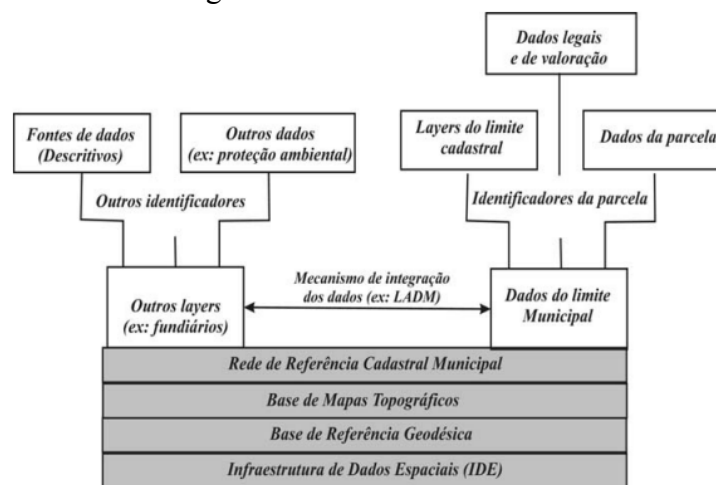 Dados legais
e de valoração
Fontes de dados
(Descritivos)
Outros dados
(ex: proteção ambiental)
Layers do limite
cadastral
Dados da parcela
Outros identificadores
Identificadores da parcela
Mecanismo de integração
dos dados (ex: LADM)
Outros layers
(ex: fundiários)
Dados do limite
Municipal
Rede de Referência Cadastral Municipal
Base de Mapas Topográficos
Base de Referência Geodésica
Infraestrutura de Dados Espaciais (IDE)